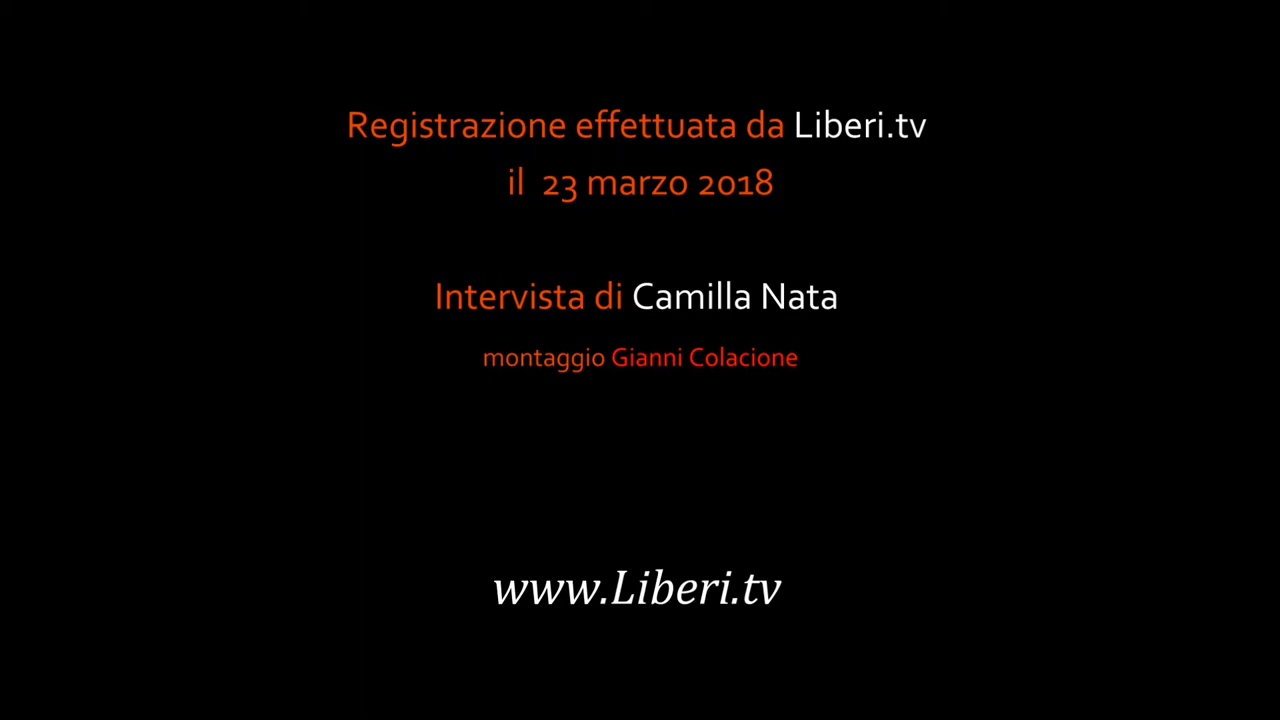 Registrazione effettuata da Liberi.tv
il 23 marzo 2018
Intervista di Camilla Nata
montaggio Gianni Colacione
www.Liberi.tv